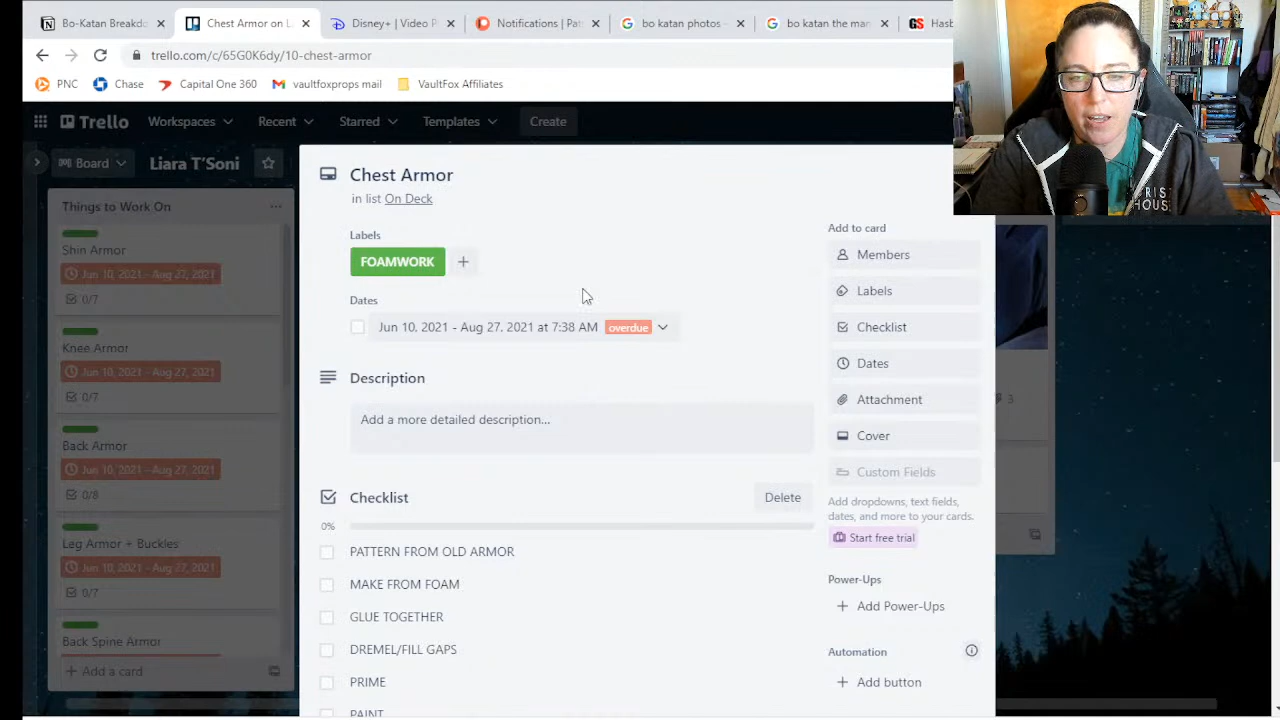 Bo-Katan Breakdo
Chest Armor on L
Disney+ | Video P
Notifications | Pat
bo katan photos -
bo katan the man
Hasb
trello.com/c/65G0K6dy/10-chest-armor
PNC
Chase
Capital One 360
vaultfoxprops mail
VaultFox Affiliates
Trello
Workspaces
Recent
Starred
Templates
Create
Board
Liara T'Soni
Things to Work On
Shin Armor
Jun 10, 2021 - Aug 27, 2021
0/7
Knee Armor
Jun 10, 2021 - Aug 27, 2021
0/7
Back Armor
Jun 10, 2021 - Aug 27, 2021
0/8
Leg Armor + Buckles
Jun 10, 2021 - Aug 27, 2021
0/7
Back Spine Armor
+ Add a card
Chest Armor
in list On Deck
Labels
FOAMWORK
Dates
Jun 10, 2021 - Aug 27, 2021 at 7:38 AM overdue
Description
Add a more detailed description...
Checklist
Delete
0%
PATTERN FROM OLD ARMOR
MAKE FROM FOAM
GLUE TOGETHER
DREMEL/FILL GAPS
PRIME
PAINT
Add to card
Members
Labels
Checklist
Dates
Attachment
Cover
Custom Fields
Add dropdowns, text fields,
dates, and more to your cards.
Start free trial
Power-Ups
+ Add Power-Ups
Automation
+ Add button
3